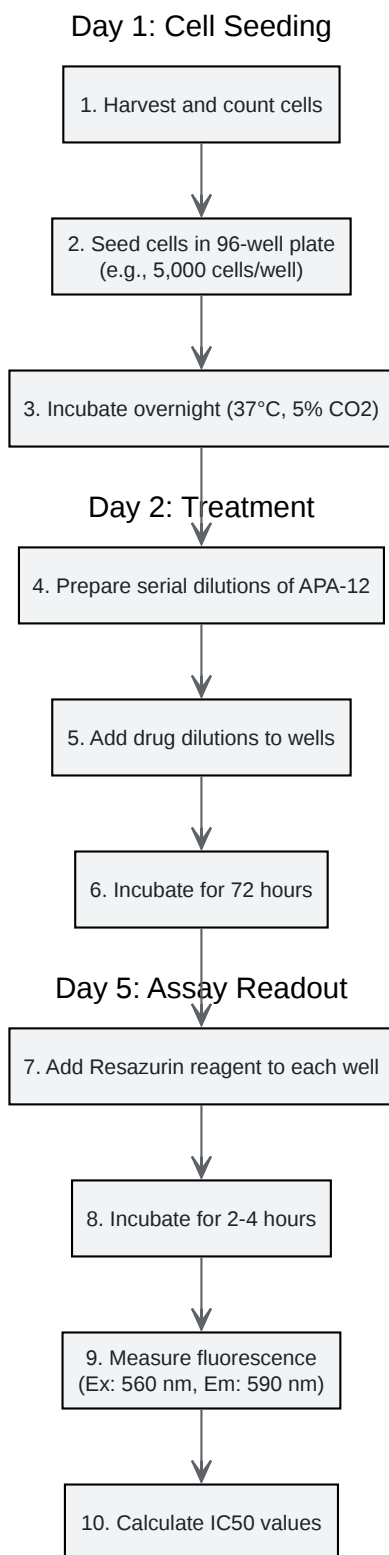 Day 1: Cell Seeding
1. Harvest and count cells
2. Seed cells in 96-well plate
(e.g., 5,000 cells/well)
3. Incubate overnight (37°C, 5% CO2)
Day 2: Treatment
4. Prepare serial dilutions of APA-12
5. Add drug dilutions to wells
6. Incubate for 72 hours
Day 5: Assay Readout
7. Add Resazurin reagent to each well
8. Incubate for 2-4 hours
9. Measure fluorescence
(Ex: 560 nm, Em: 590 nm)
10. Calculate IC50 values